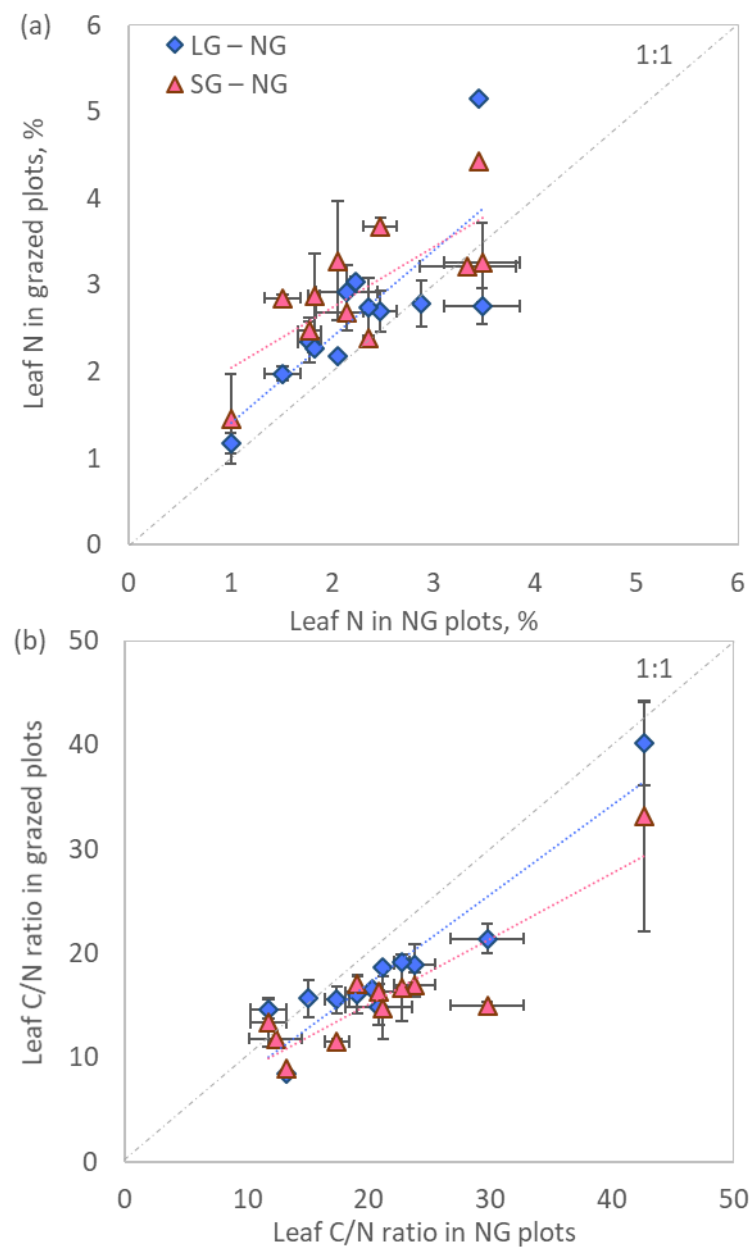 (a)
6
5
4
3
2
1
0
Leaf N in grazed plots, %
LG – NG
SG – NG
1:1
0 1 2 3 4 5 6
Leaf N in NG plots, %
(b)
50
40
30
20
10
0
Leaf C/N ratio in grazed plots
1:1
0 10 20 30 40 50
Leaf C/N ratio in NG plots